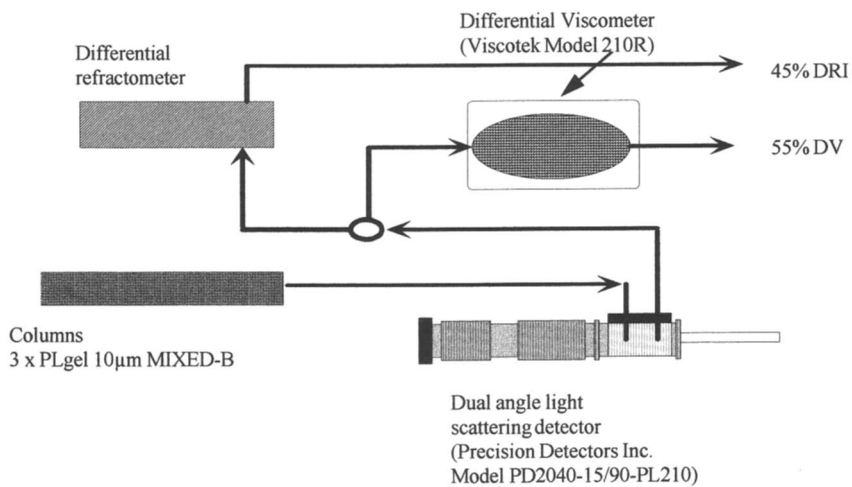 Differential Viscometer
(Viscotek Model 210R)
Differential
refractometer
45% DRI
55% DV
Columns
3 x PLgel 10µm MIXED-B
Dual angle light
scattering detector
(Precision Detectors Inc.
Model PD2040-15/90-PL210)